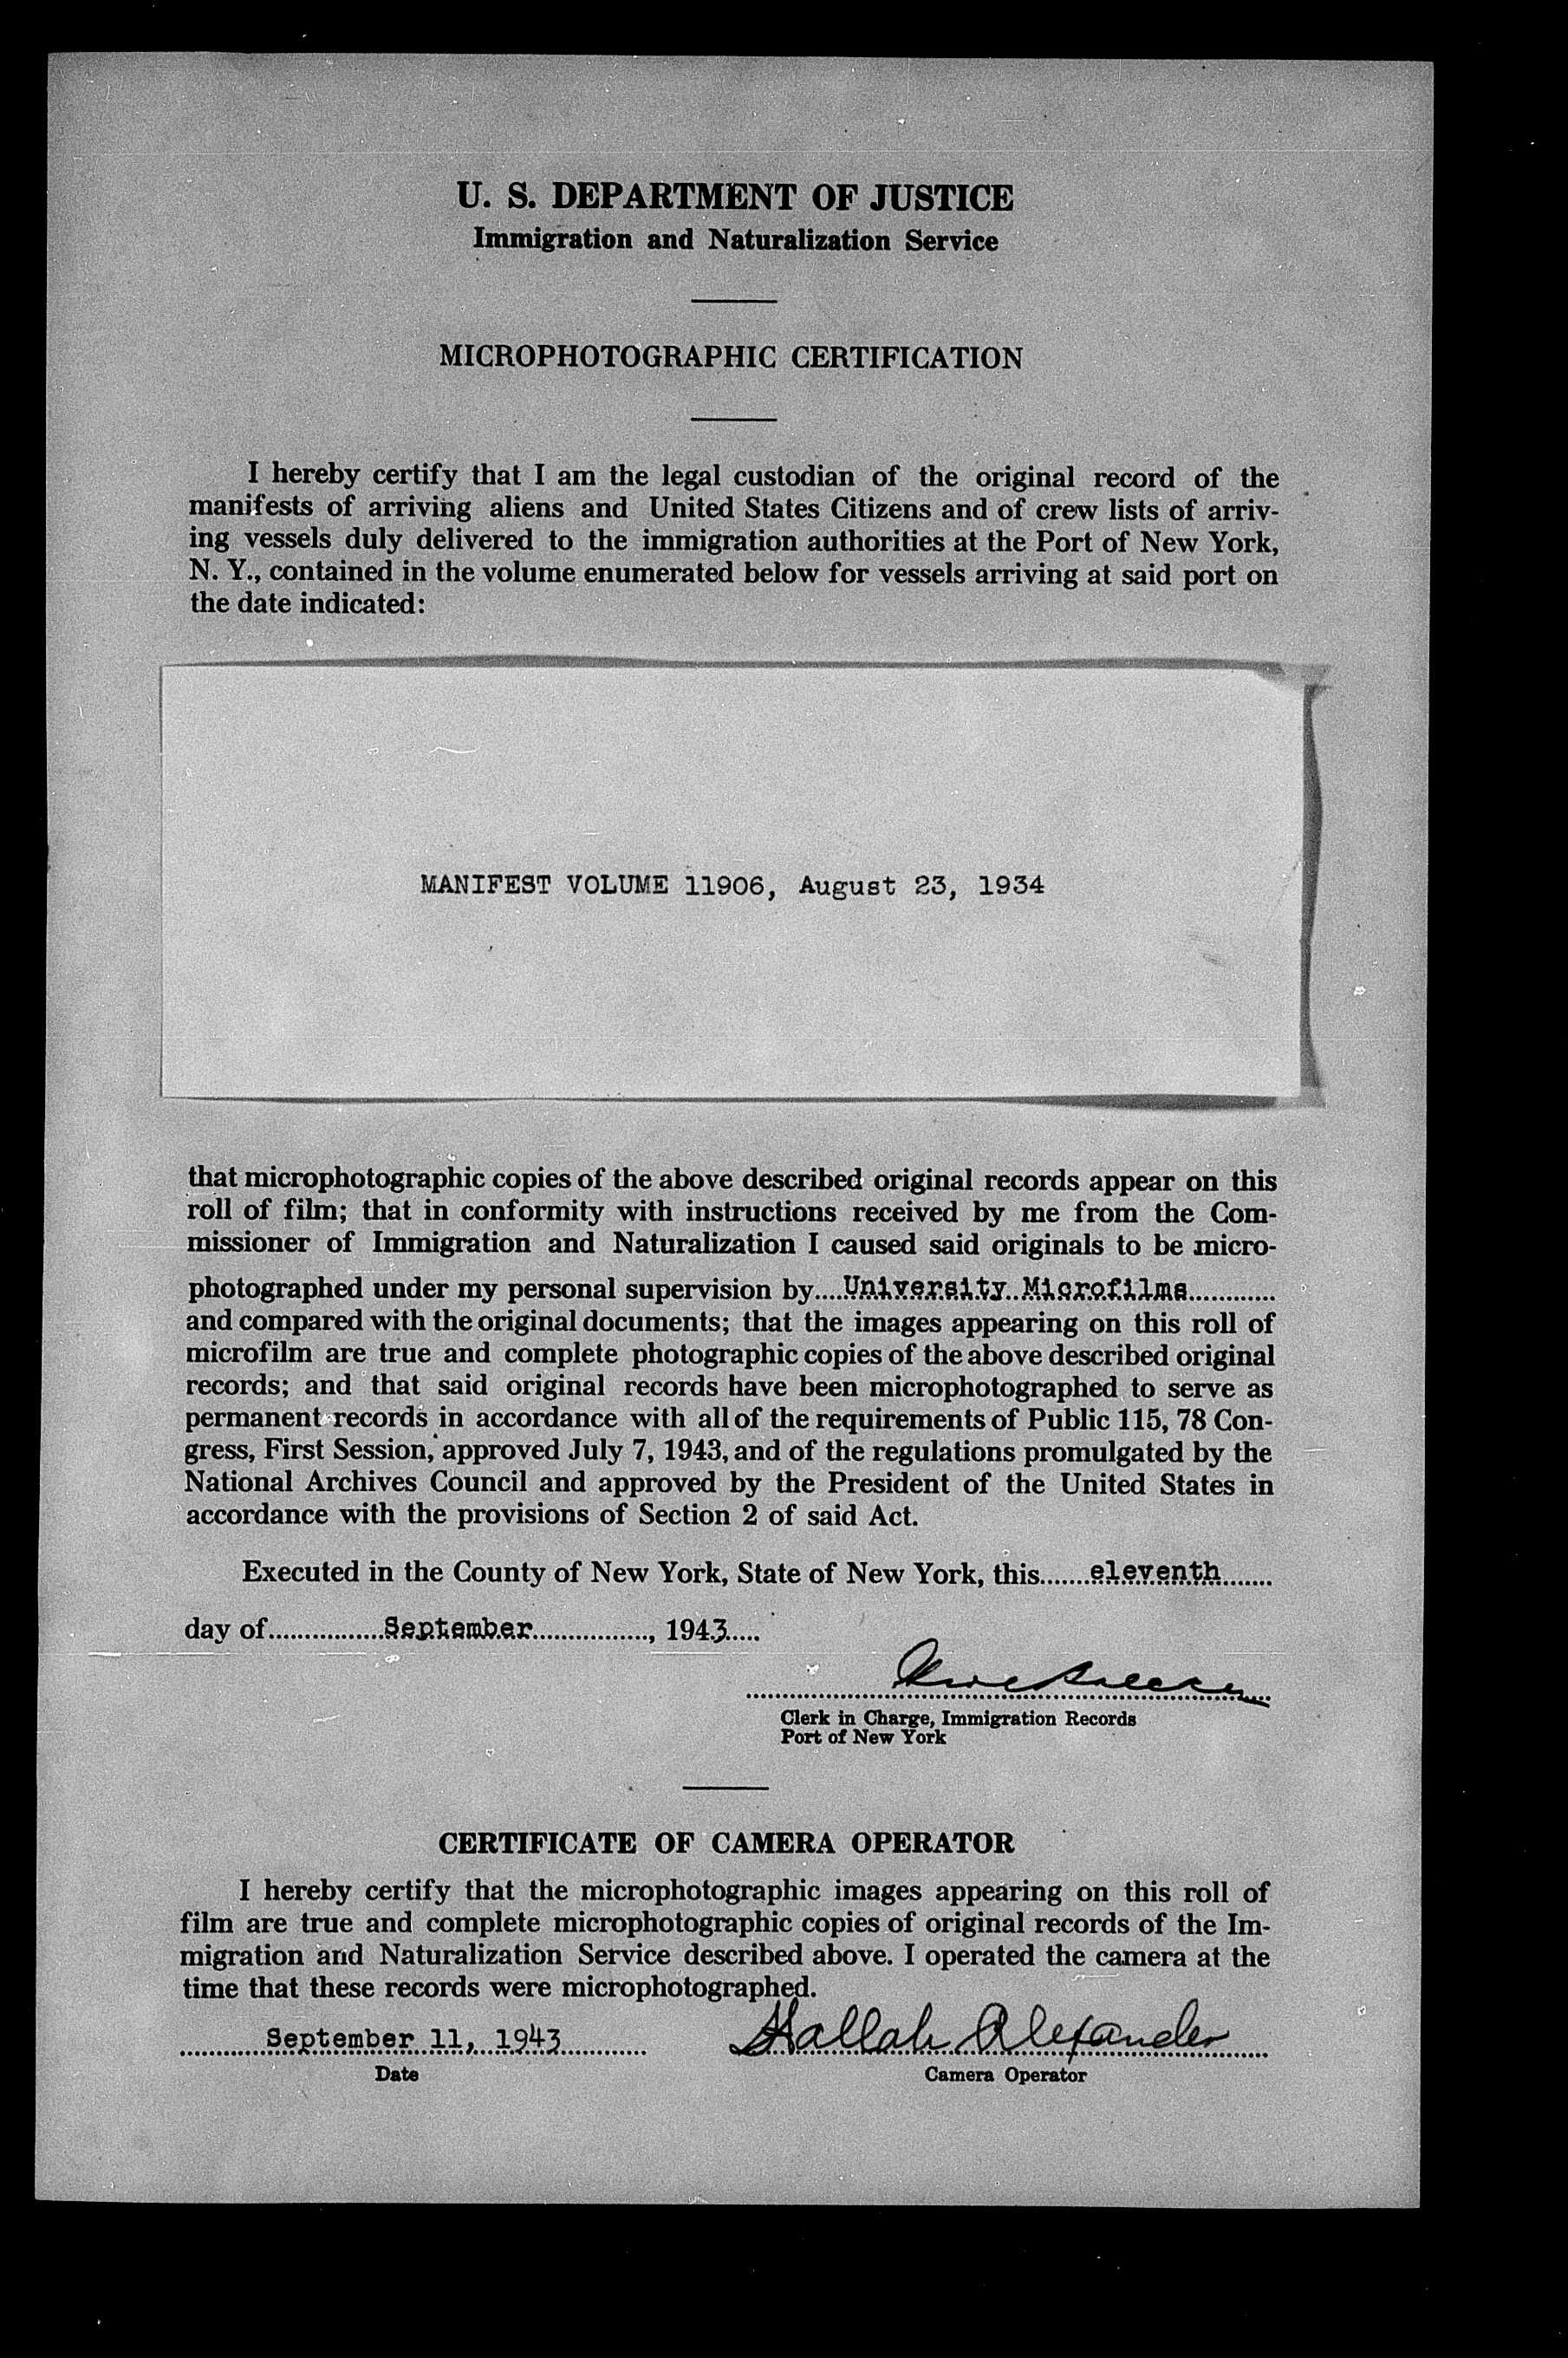 U. S. DEPARTMENT OF JUSTICE
Immigration and Naturalization Service
MICROPHOTOGRAPHIC CERTIFICATION
I hereby certify that I am the legal custodian of the original record of the
manifests of arriving aliens and United States Citizens and of crew lists of arriv-
ing vessels duly delivered to the immigration authorities at the Port of New York,
N. Y., contained in the volume enumerated below for vessels arriving at said port on
the date indicated:
MANIFEST VOLUME 11906, August 23, 1934
that microphotographic copies of the above described original records appear on this
roll of film; that in conformity with instructions received by me from the Com-
missioner of Immigration and Naturalization I caused said originals to be micro-
photographed under my personal supervision by....University Microfilms............
and compared with the original documents; that the images appearing on this roll of
microfilm are true and complete photographic copies of the above described original
records; and that said original records have been microphotographed to serve as
permanent records in accordance with all of the requirements of Public 115, 78 Con-
gress, First Session, approved July 7, 1943, and of the regulations promulgated by the
National Archives Council and approved by the President of the United States in
accordance with the provisions of Section 2 of said Act.
Executed in the County of New York, State of New York, this.......eleventh.......
day of................September................, 1943.....
Clerk in Charge, Immigration Records
Port of New York
CERTIFICATE OF CAMERA OPERATOR
I hereby certify that the microphotographic images appearing on this roll of
film are true and complete microphotographic copies of original records of the Im-
migration and Naturalization Service described above. I operated the camera at the
time that these records were microphotographed.
September 11, 1943 Hallah Alexander
Date Camera Operator